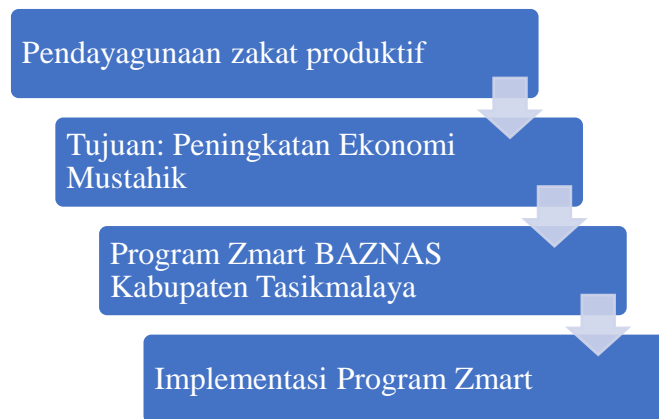 Pendayagunaan zakat produktif
Tujuan: Peningkatan Ekonomi
Mustahik
Program Zmart BAZNAS
Kabupaten Tasikmalaya
Implementasi Program Zmart